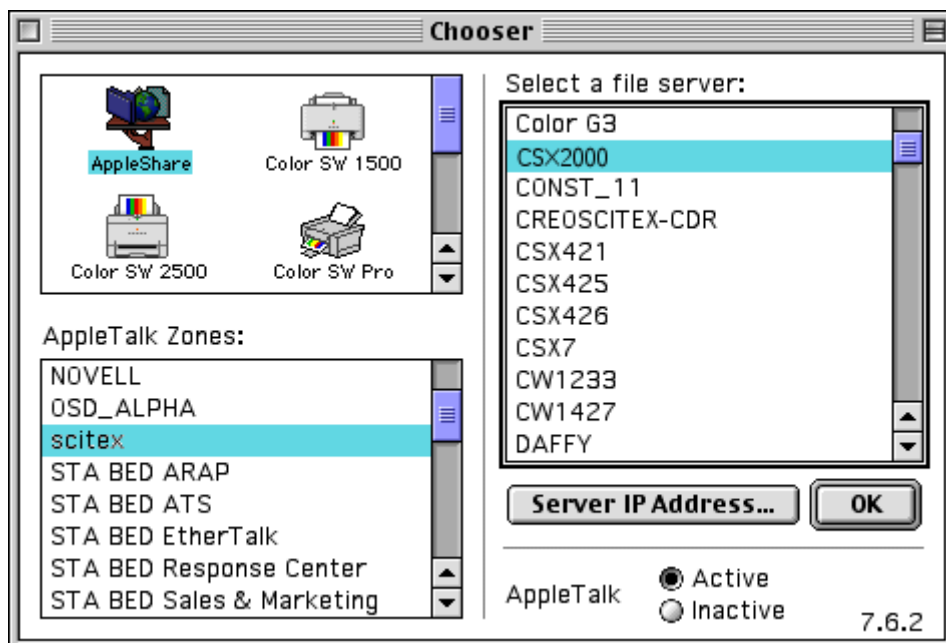 Chooser
AppleShare
Color SW 1500
Color SW 2500
Color SW Pro
AppleTalk Zones:
NOVELL
OSD_ALPHA
scitex
STA BED ARAP
STA BED ATS
STA BED EtherTalk
STA BED Response Center
STA BED Sales & Marketing
Select a file server:
Color G3
CSX2000
CONST_11
CREOSCITEX-CDR
CSX421
CSX425
CSX426
CSX7
CW1233
CW1427
DAFFY
Server IP Address...
OK
AppleTalk
Active
Inactive
7.6.2